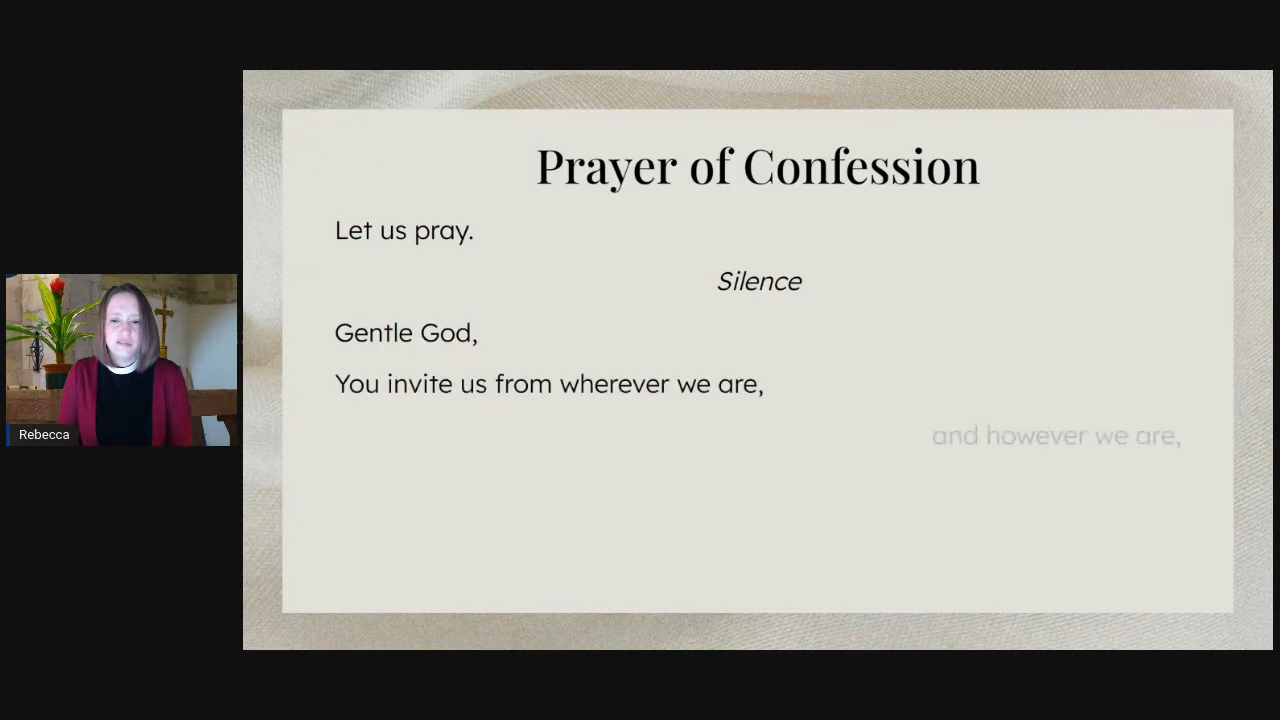 Prayer of Confession
Let us pray.
Silence
Gentle God,
You invite us from wherever we are,
and however we are,
Rebecca